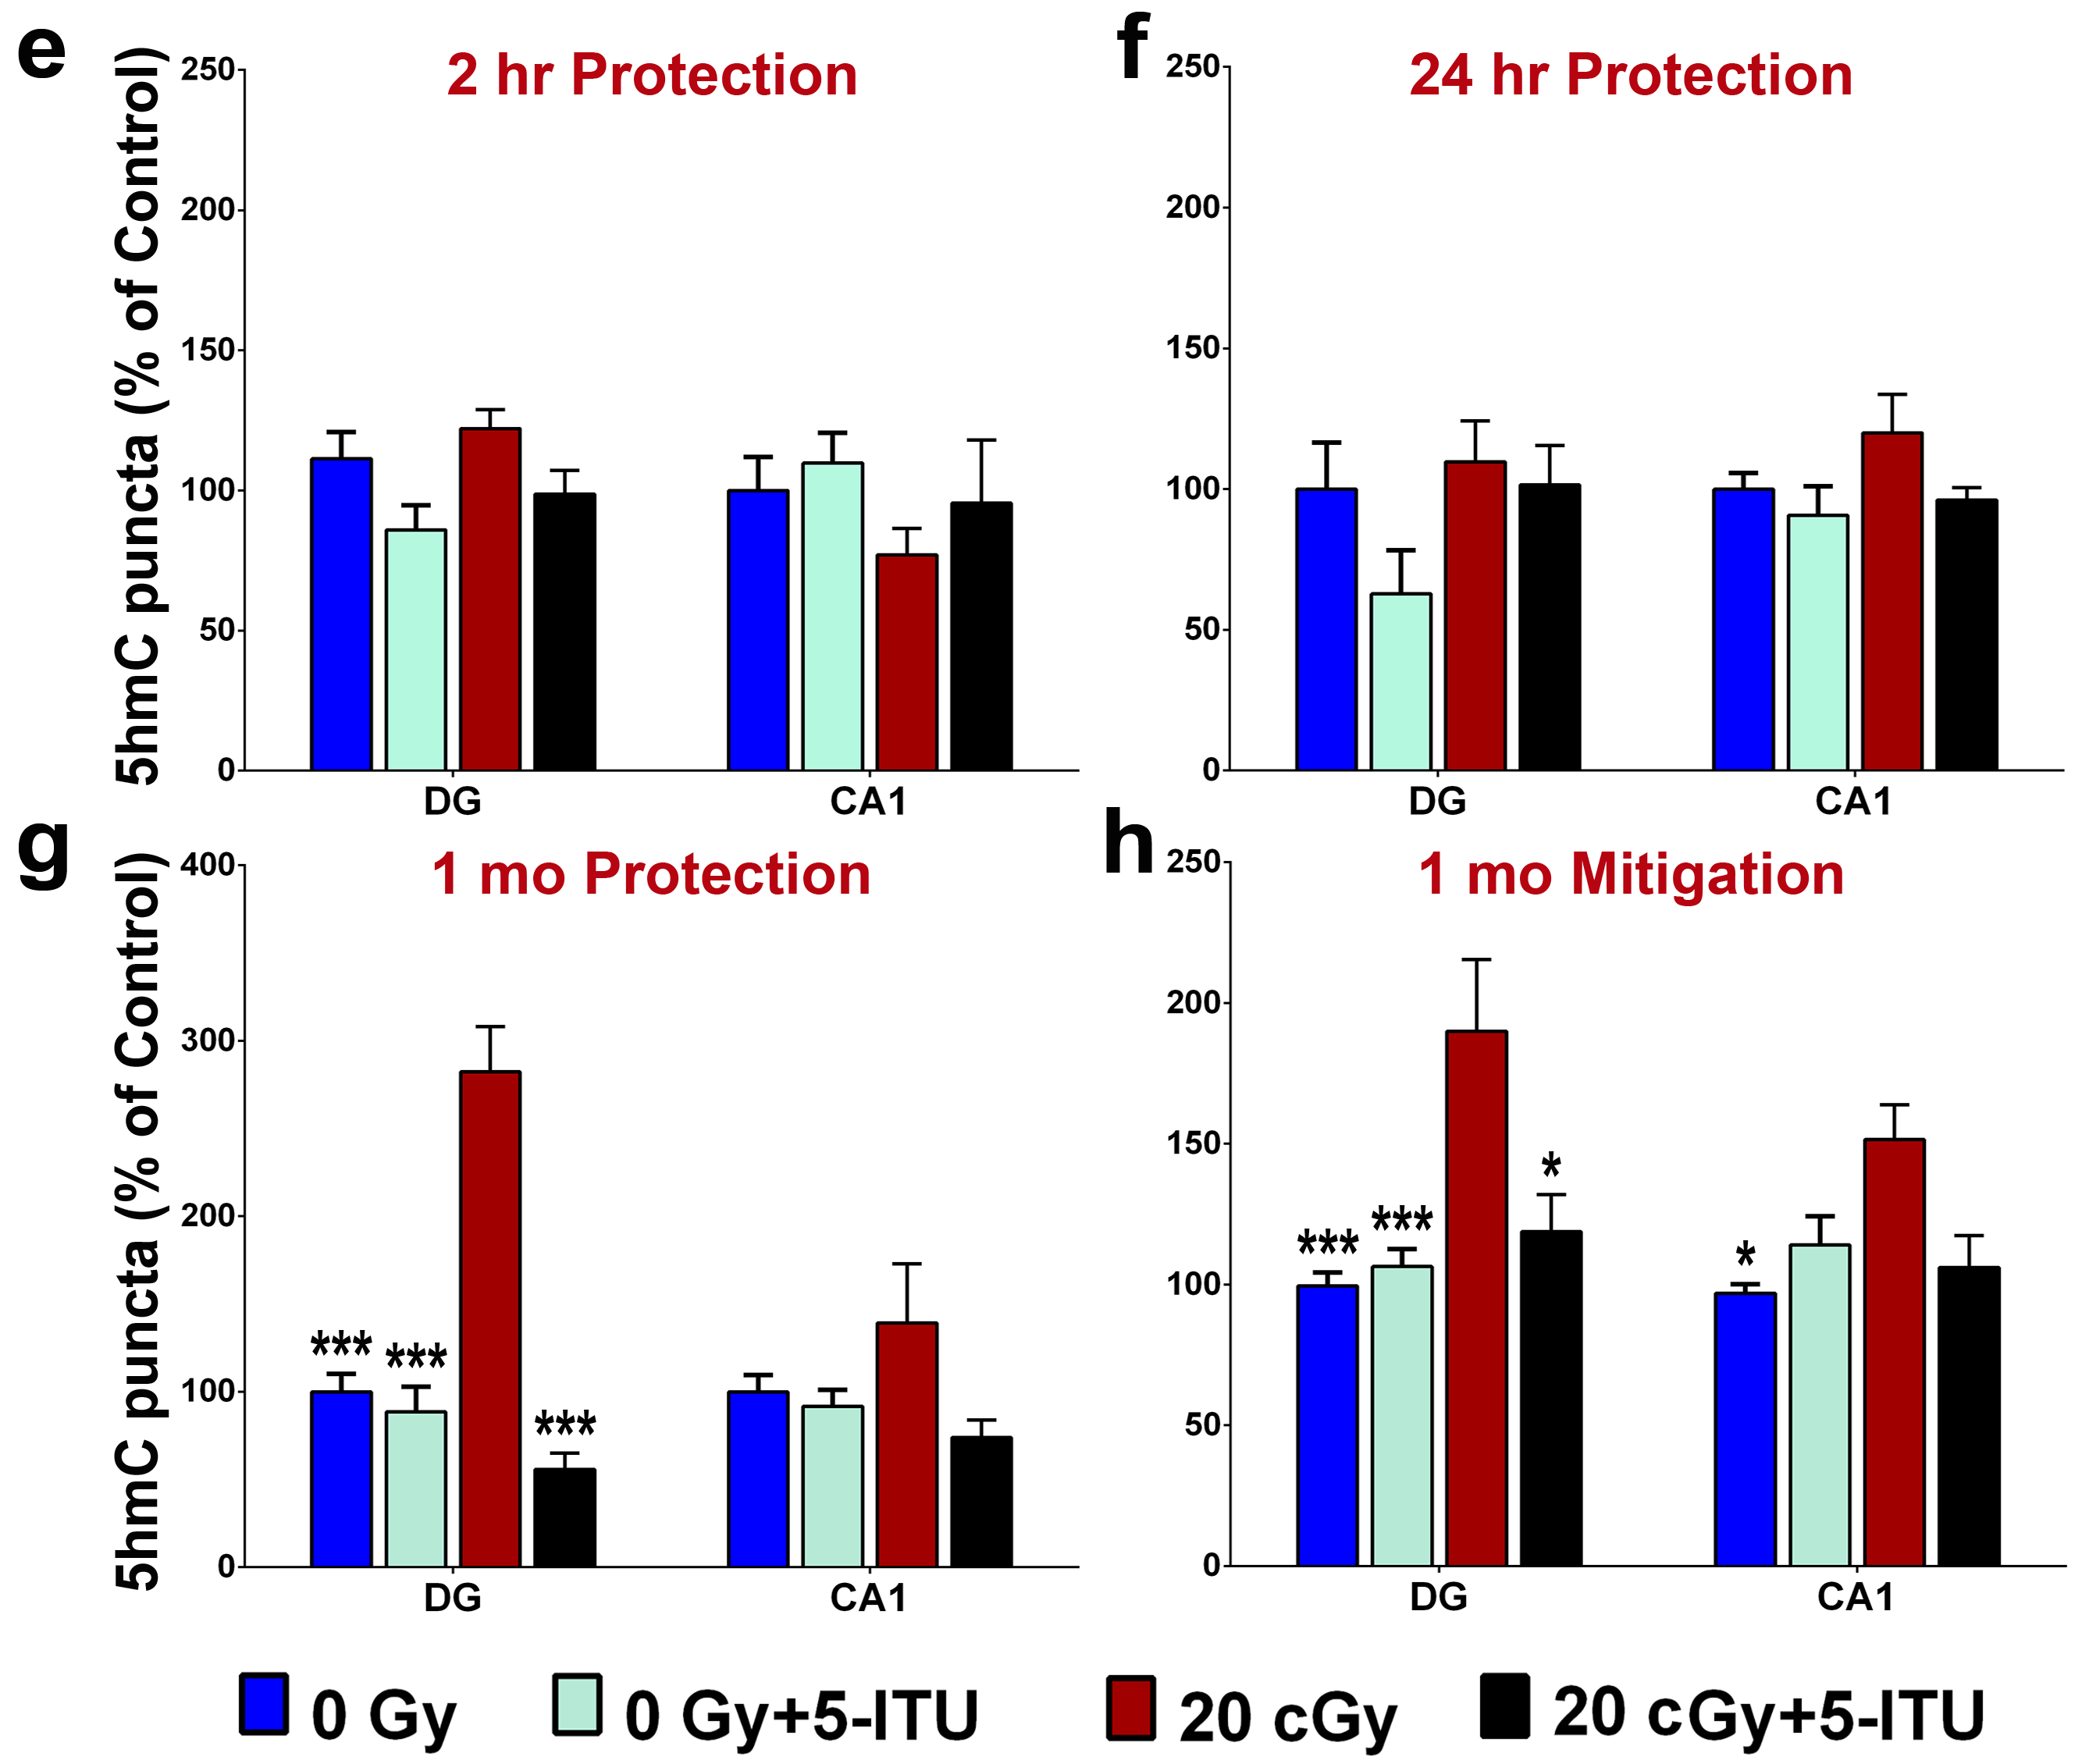 e
2 hr Protection
5hmC puncta (% of Control)
250
200
150
100
50
0
DG CA1
f
24 hr Protection
250
200
150
100
50
0
DG CA1
g
1 mo Protection
5hmC puncta (% of Control)
400
300
200
100
0
*** *** ***
DG CA1
h
1 mo Mitigation
250
200
150
100
50
0
*** *** * *
DG CA1
0 Gy 0 Gy+5-ITU 20 cGy 20 cGy+5-ITU